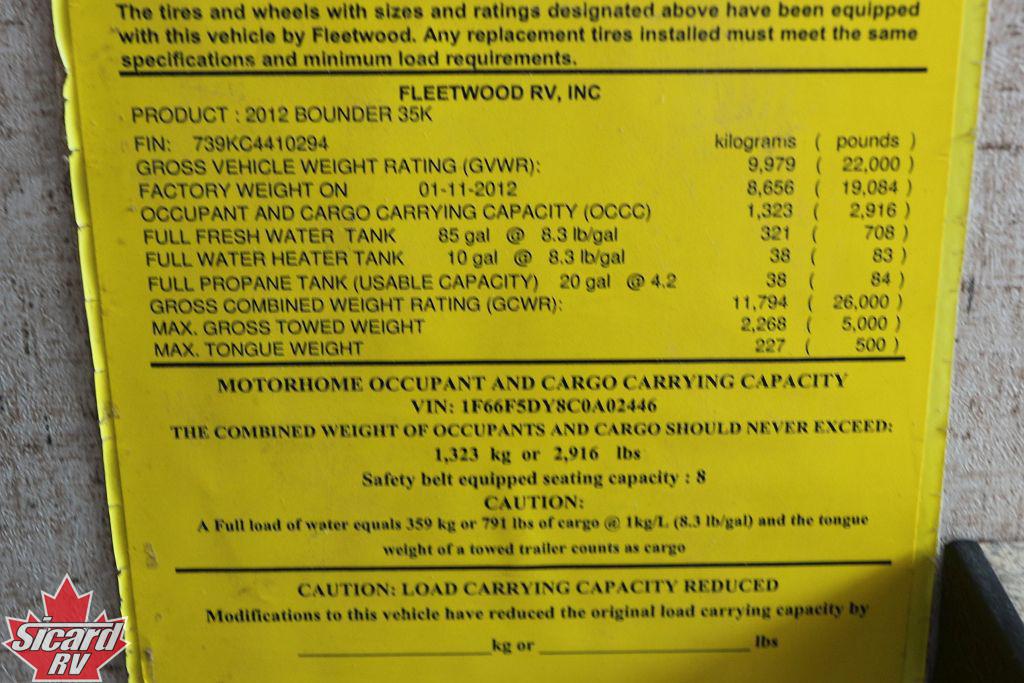 The tires and wheels with sizes and ratings designated above have been equipped
with this vehicle by Fleetwood. Any replacement tires installed must meet the same
specifications and minimum load requirements.
FLEETWOOD RV, INC
PRODUCT : 2012 BOUNDER 35K
FIN: 739KC4410294 kilograms ( pounds )
GROSS VEHICLE WEIGHT RATING (GVWR): 9,979 ( 22,000 )
FACTORY WEIGHT ON 01-11-2012 8,656 ( 19,084 )
OCCUPANT AND CARGO CARRYING CAPACITY (OCCC) 1,323 ( 2,916 )
FULL FRESH WATER TANK 85 gal @ 8.3 lb/gal 321 ( 708 )
FULL WATER HEATER TANK 10 gal @ 8.3 lb/gal 38 ( 83 )
FULL PROPANE TANK (USABLE CAPACITY) 20 gal @ 4.2 38 ( 84 )
GROSS COMBINED WEIGHT RATING (GCWR): 11,794 ( 26,000 )
MAX. GROSS TOWED WEIGHT 2,268 ( 5,000 )
MAX. TONGUE WEIGHT 227 ( 500 )
MOTORHOME OCCUPANT AND CARGO CARRYING CAPACITY
VIN: 1F66F5DY8C0A02446
THE COMBINED WEIGHT OF OCCUPANTS AND CARGO SHOULD NEVER EXCEED:
1,323 kg or 2,916 lbs
Safety belt equipped seating capacity : 8
CAUTION:
A Full load of water equals 359 kg or 791 lbs of cargo @ 1kg/L (8.3 lb/gal) and the tongue
weight of a towed trailer counts as cargo
CAUTION: LOAD CARRYING CAPACITY REDUCED
Modifications to this vehicle have reduced the original load carrying capacity by
kg or lbs
Sicard
RV